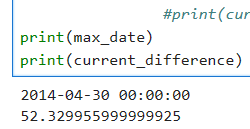 #print(cur
print(max_date)
print(current_difference)
2014-04-30 00:00:00
52.329955999999925